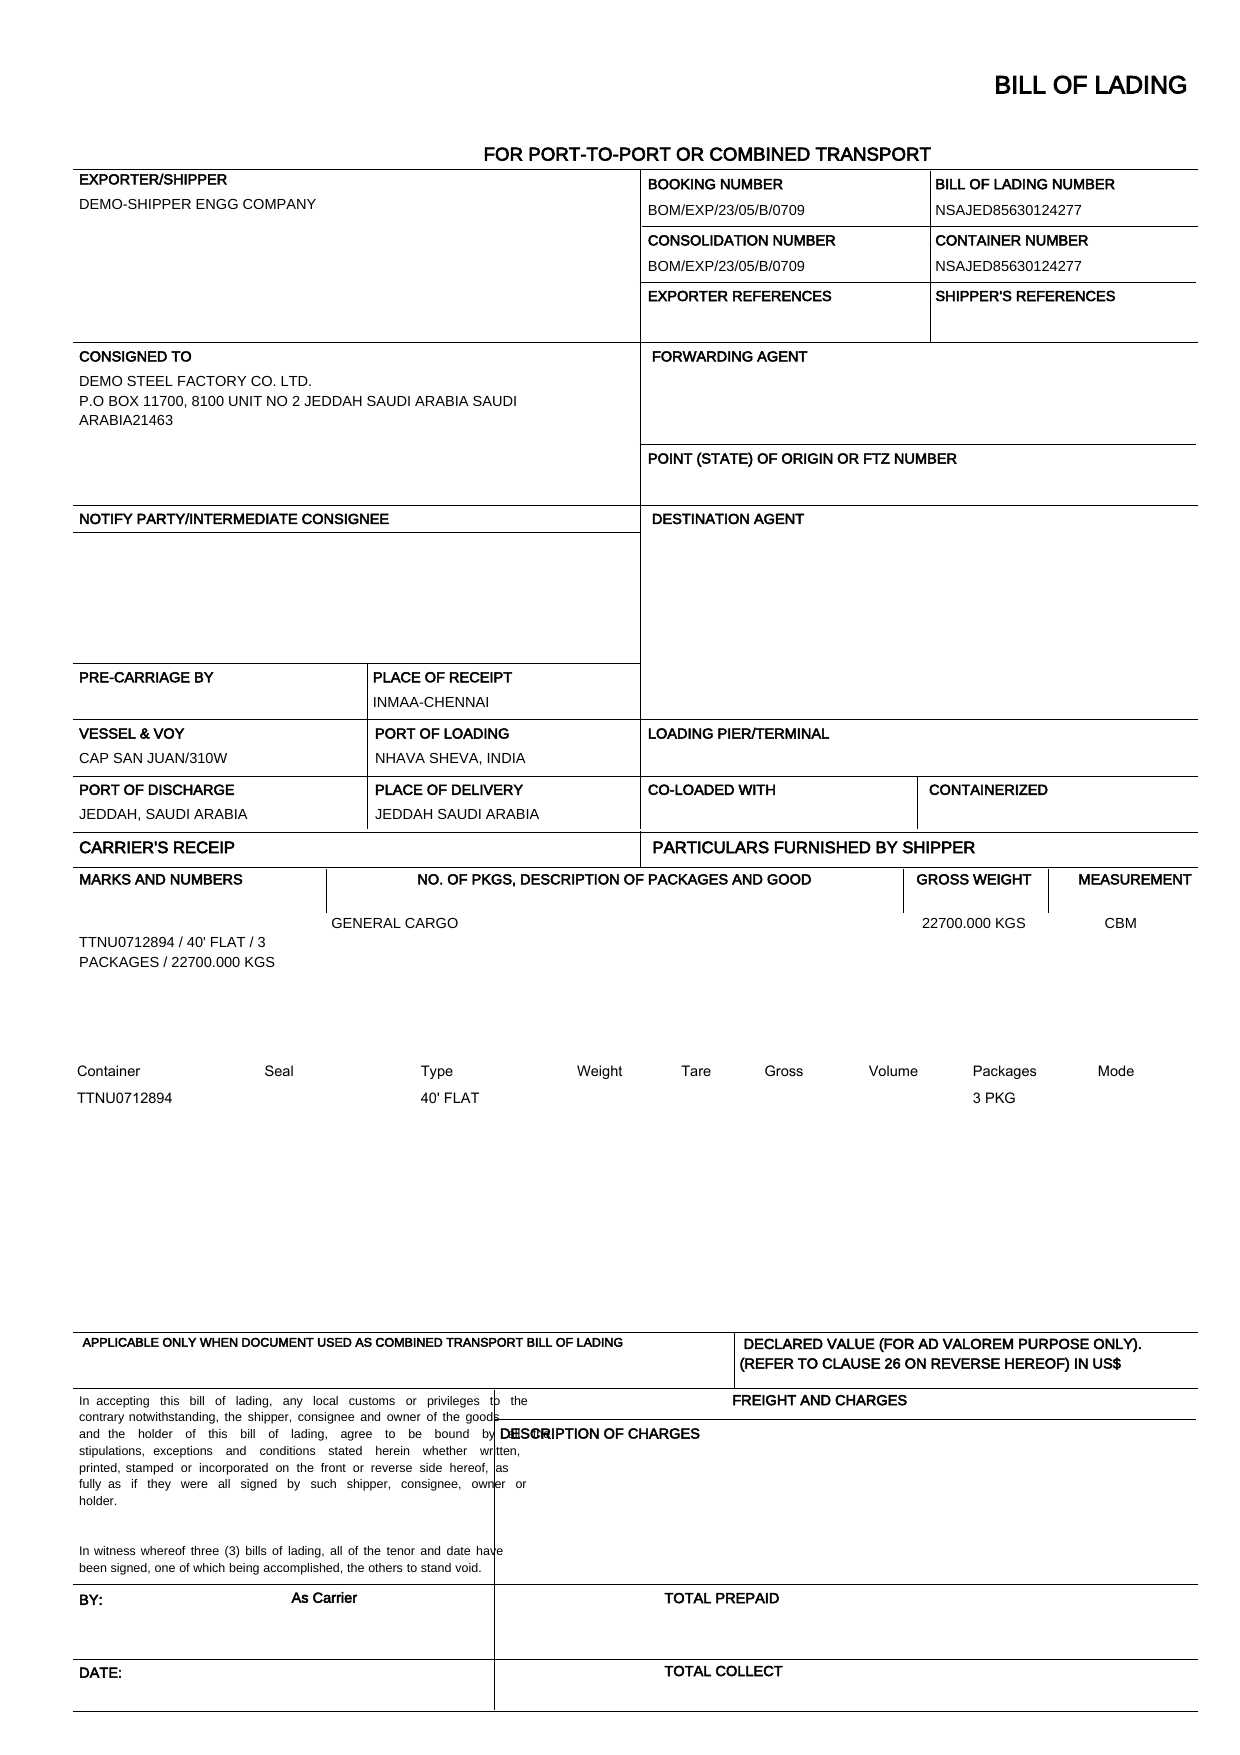 BILL OF LADING
FOR PORT-TO-PORT OR COMBINED TRANSPORT
EXPORTER/SHIPPER
DEMO-SHIPPER ENGG COMPANY
BOOKING NUMBER
BOM/EXP/23/05/B/0709
BILL OF LADING NUMBER
NSAJED85630124277
CONSOLIDATION NUMBER
BOM/EXP/23/05/B/0709
CONTAINER NUMBER
NSAJED85630124277
EXPORTER REFERENCES
SHIPPER'S REFERENCES
CONSIGNED TO
DEMO STEEL FACTORY CO. LTD.
P.O BOX 11700, 8100 UNIT NO 2 JEDDAH SAUDI ARABIA SAUDI
ARABIA21463
FORWARDING AGENT
POINT (STATE) OF ORIGIN OR FTZ NUMBER
NOTIFY PARTY/INTERMEDIATE CONSIGNEE
DESTINATION AGENT
PRE-CARRIAGE BY
PLACE OF RECEIPT
INMAA-CHENNAI
VESSEL & VOY
CAP SAN JUAN/310W
PORT OF LOADING
NHAVA SHEVA, INDIA
LOADING PIER/TERMINAL
PORT OF DISCHARGE
JEDDAH, SAUDI ARABIA
PLACE OF DELIVERY
JEDDAH SAUDI ARABIA
CO-LOADED WITH
CONTAINERIZED
CARRIER'S RECEIP
PARTICULARS FURNISHED BY SHIPPER
MARKS AND NUMBERS
NO. OF PKGS, DESCRIPTION OF PACKAGES AND GOOD
GROSS WEIGHT
MEASUREMENT
GENERAL CARGO
22700.000 KGS
CBM
TTNU0712894 / 40' FLAT / 3
PACKAGES / 22700.000 KGS
Container Seal Type Weight Tare Gross Volume Packages Mode
TTNU0712894 40' FLAT 3 PKG
APPLICABLE ONLY WHEN DOCUMENT USED AS COMBINED TRANSPORT BILL OF LADING
DECLARED VALUE (FOR AD VALOREM PURPOSE ONLY).
(REFER TO CLAUSE 26 ON REVERSE HEREOF) IN US$
In accepting this bill of lading, any local customs or privileges to the
contrary notwithstanding, the shipper, consignee and owner of the goods
and the holder of this bill of lading, agree to be bound by
stipulations, exceptions and conditions stated herein whether written,
printed, stamped or incorporated on the front or reverse side hereof, as
fully as if they were all signed by such shipper, consignee, owner or
holder.
In witness whereof three (3) bills of lading, all of the tenor and date have
been signed, one of which being accomplished, the others to stand void.
FREIGHT AND CHARGES
DESCRIPTION OF CHARGES
BY:
As Carrier
TOTAL PREPAID
DATE:
TOTAL COLLECT